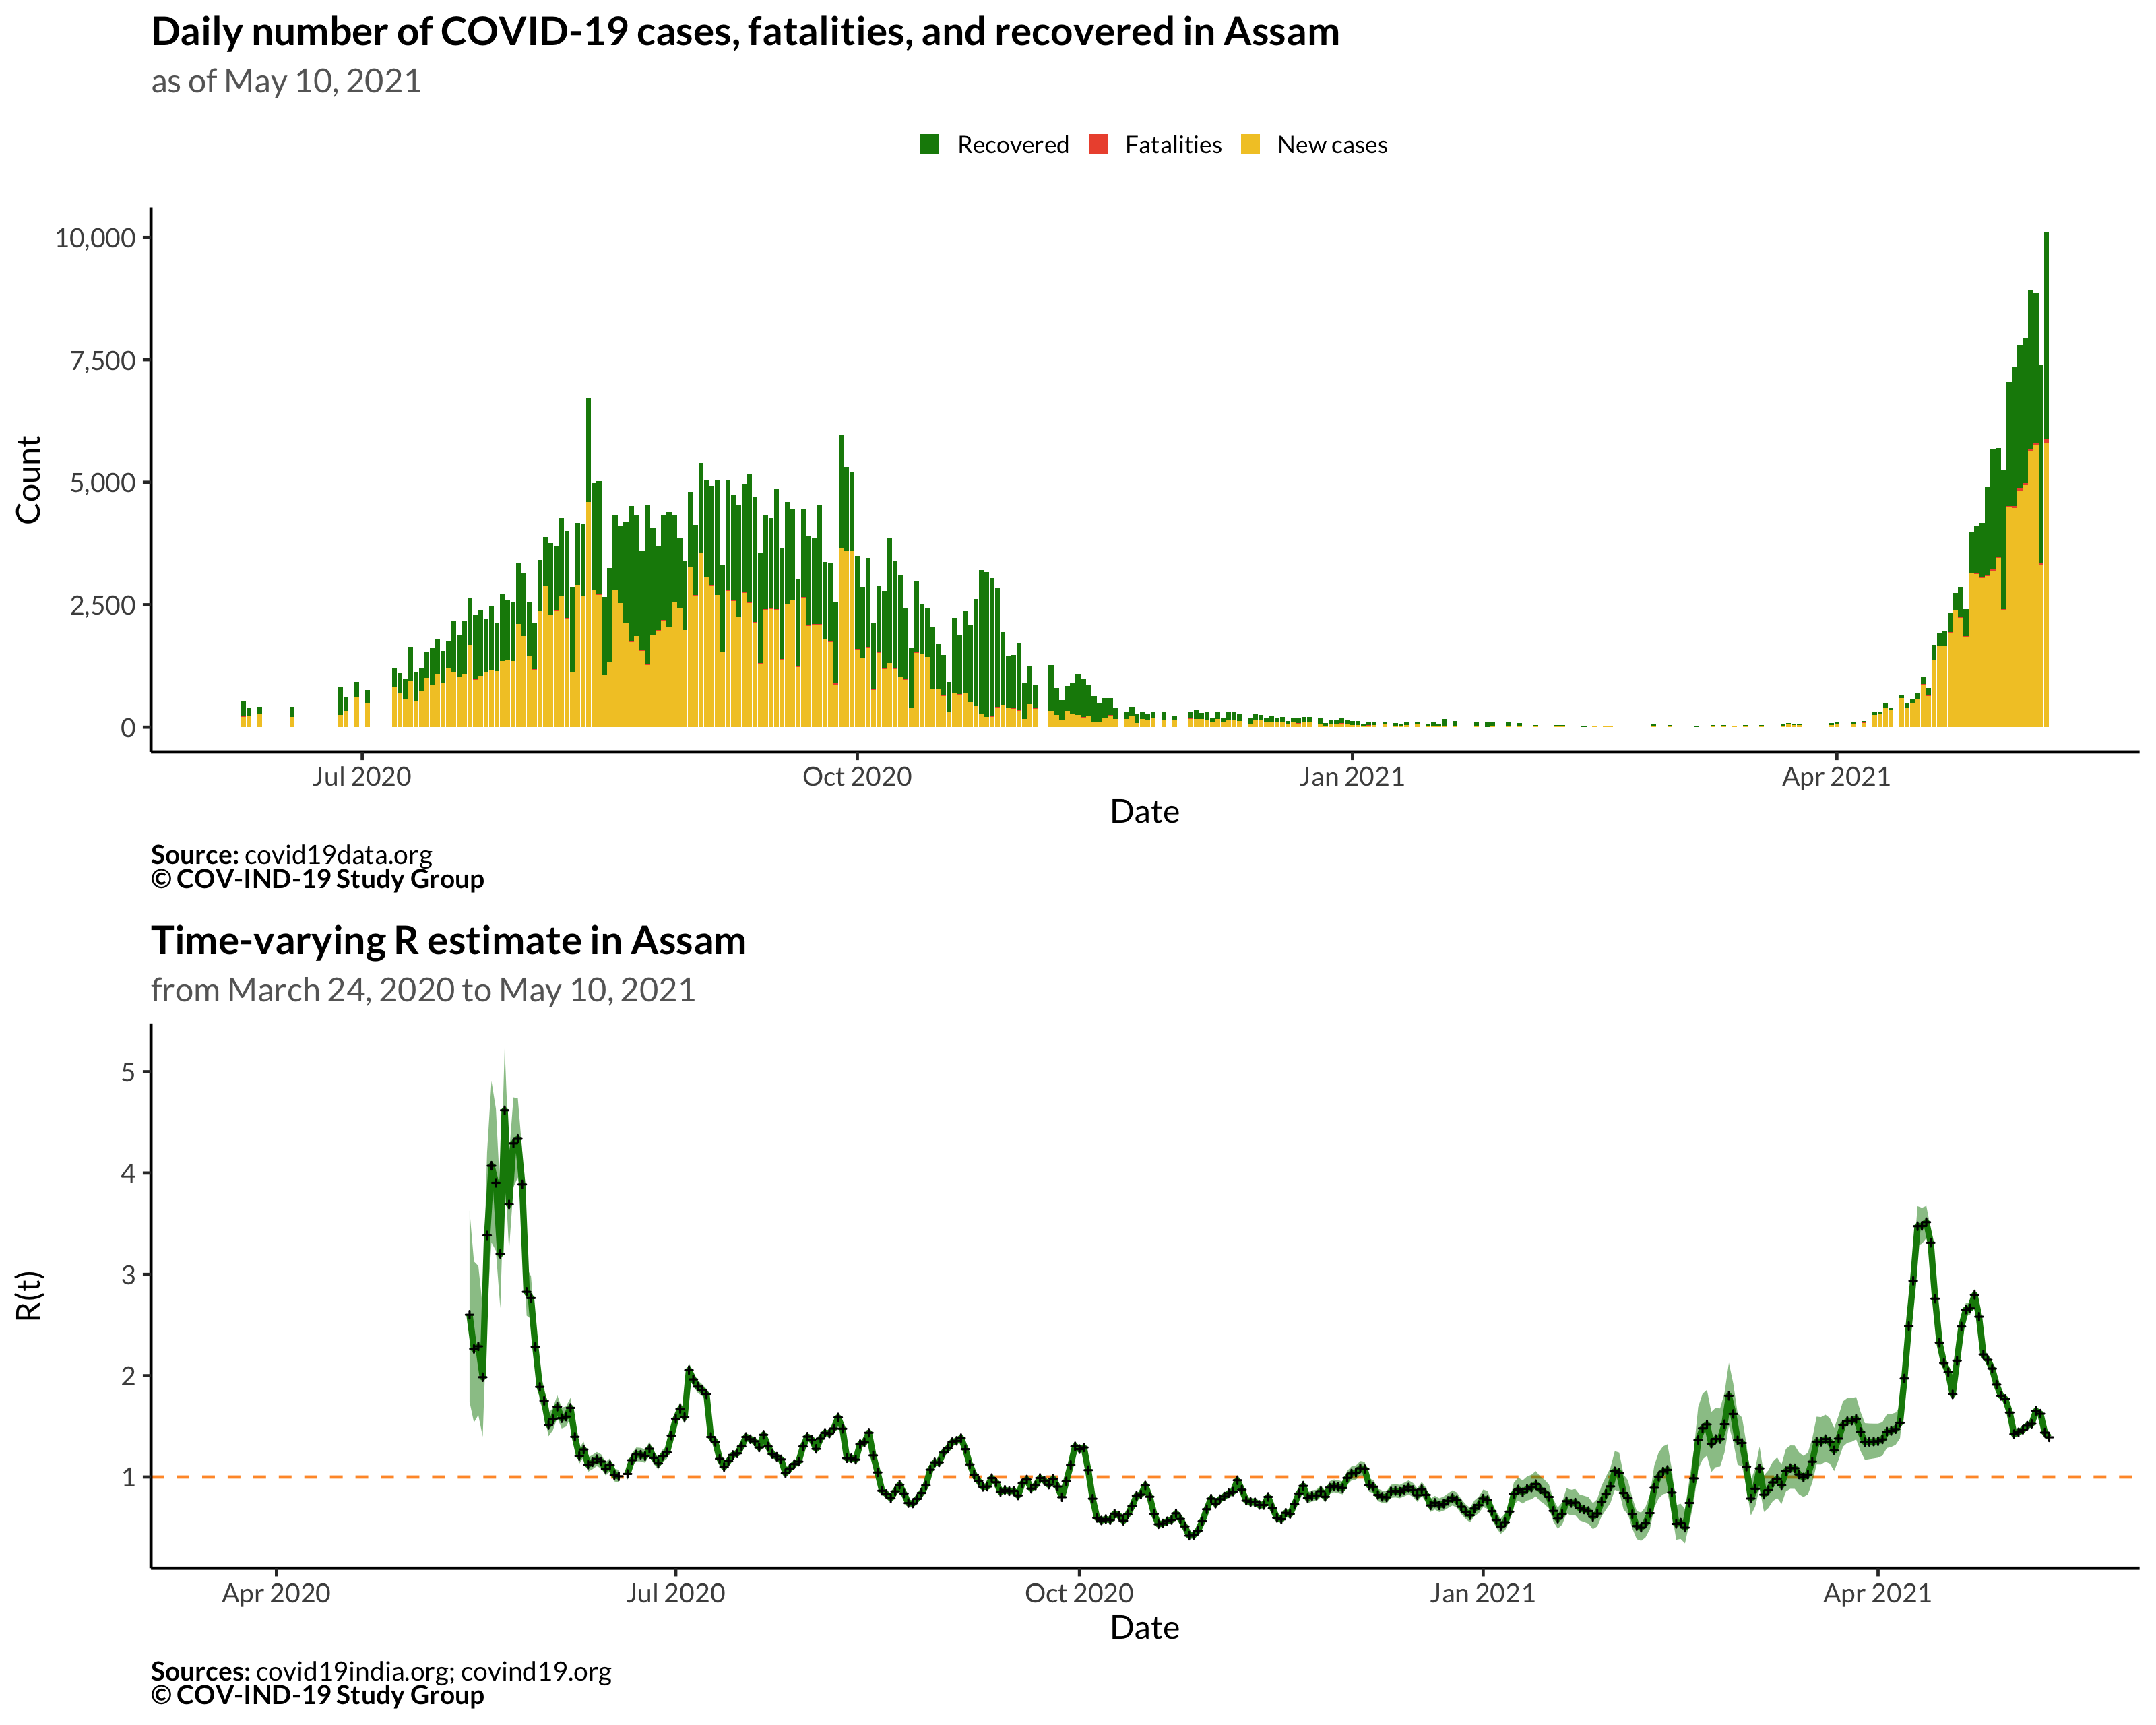 Daily number of COVID-19 cases, fatalities, and recovered in Assam
as of May 10, 2021
Recovered Fatalities New cases
Count
10,000
7,500
5,000
2,500
0
Jul 2020 Oct 2020 Jan 2021 Apr 2021
Date
Source: covid19data.org
© COV-IND-19 Study Group
Time-varying R estimate in Assam
from March 24, 2020 to May 10, 2021
R(t)
5
4
3
2
1
Apr 2020 Jul 2020 Oct 2020 Jan 2021 Apr 2021
Date
Sources: covid19india.org; covind19.org
© COV-IND-19 Study Group